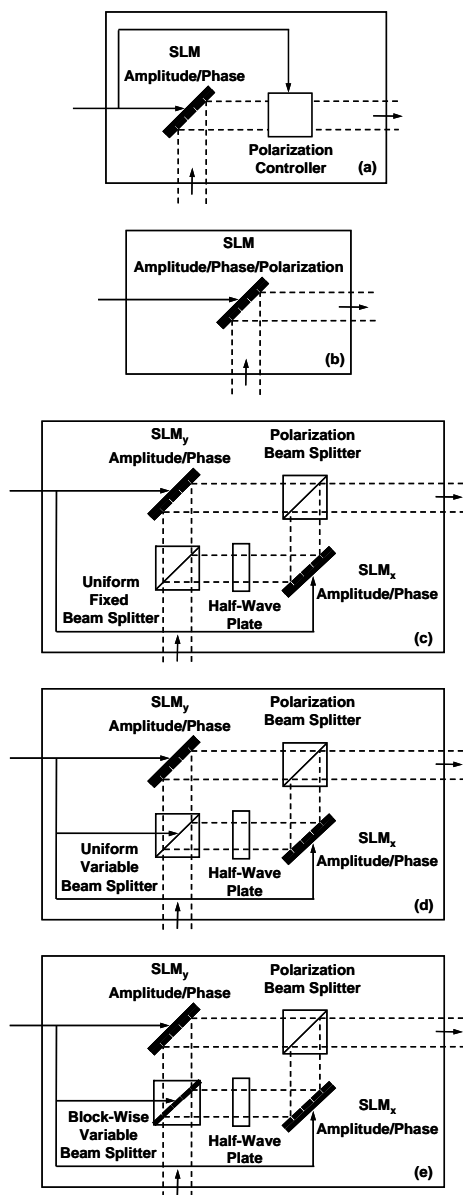 SLM
Amplitude/Phase
Polarization
Controller
(a)
SLM
Amplitude/Phase/Polarization
(b)
SLMy
Amplitude/Phase
Polarization
Beam Splitter
Uniform
Fixed
Beam Splitter
Half-Wave
Plate
SLMx
Amplitude/Phase
(c)
SLMy
Amplitude/Phase
Polarization
Beam Splitter
Uniform
Variable
Beam Splitter
Half-Wave
Plate
SLMx
Amplitude/Phase
(d)
SLMy
Amplitude/Phase
Polarization
Beam Splitter
Block-Wise
Variable
Beam Splitter
Half-Wave
Plate
SLMx
Amplitude/Phase
(e)